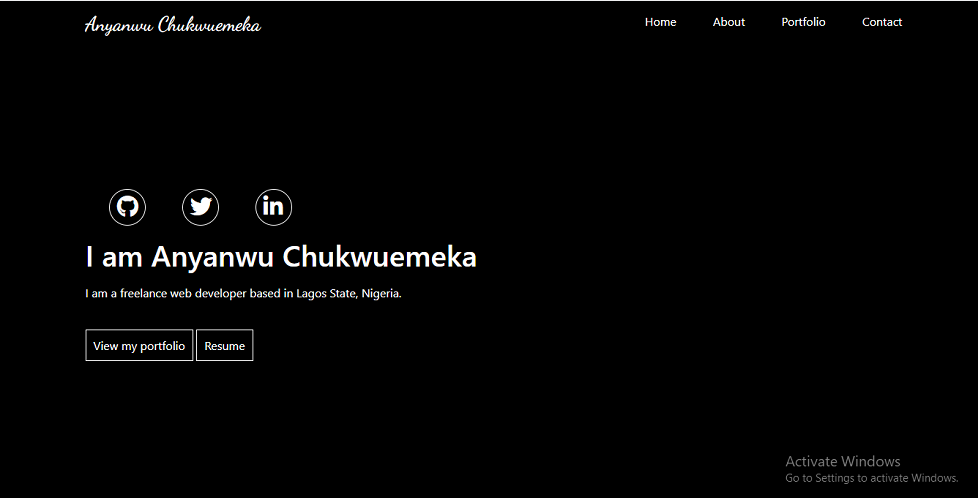 Anyanwu Chukwuemeka
Home About Portfolio Contact
I am Anyanwu Chukwuemeka
I am a freelance web developer based in Lagos State, Nigeria.
View my portfolio Resume
Activate Windows
Go to Settings to activate Windows.